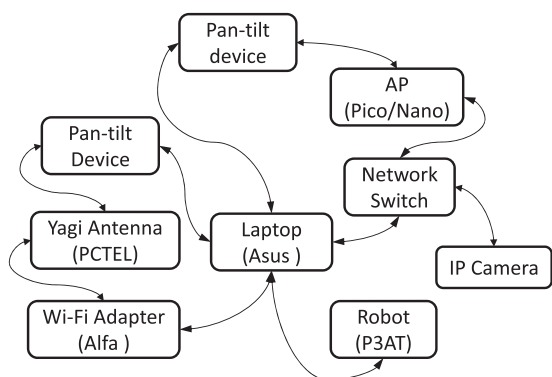 Pan-tilt
device
AP
(Pico/Nano)
Pan-tilt
Device
Network
Switch
Yagi Antenna
(PCTEL)
Laptop
(Asus )
IP Camera
Wi-Fi Adapter
(Alfa )
Robot
(P3AT)